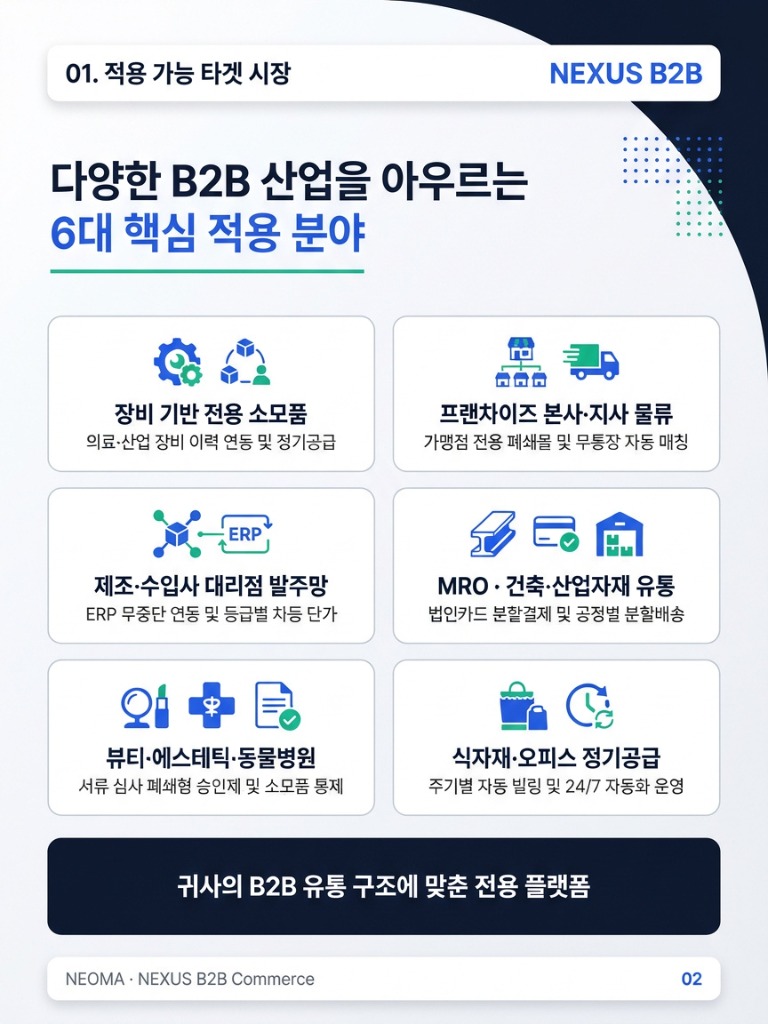 01. 적용 가능 타겟 시장
NEXUS B2B
다양한 B2B 산업을 아우르는
6대 핵심 적용 분야
장비 기반 전용 소모품
의료·산업 장비 이력 연동 및 정기공급
프랜차이즈 본사·지사 물류
가맹점 전용 폐쇄몰 및 무통장 자동 매칭
ERP
제조·수입사 대리점 발주망
ERP 무중단 연동 및 등급별 차등 단가
MRO · 건축·산업자재 유통
법인카드 분할결제 및 공정별 분할배송
뷰티·에스테틱·동물병원
서류 심사 폐쇄형 승인제 및 소모품 통제
식자재·오피스 정기공급
주기별 자동 빌링 및 24/7 자동화 운영
귀사의 B2B 유통 구조에 맞춘 전용 플랫폼
NEOMA · NEXUS B2B Commerce
02